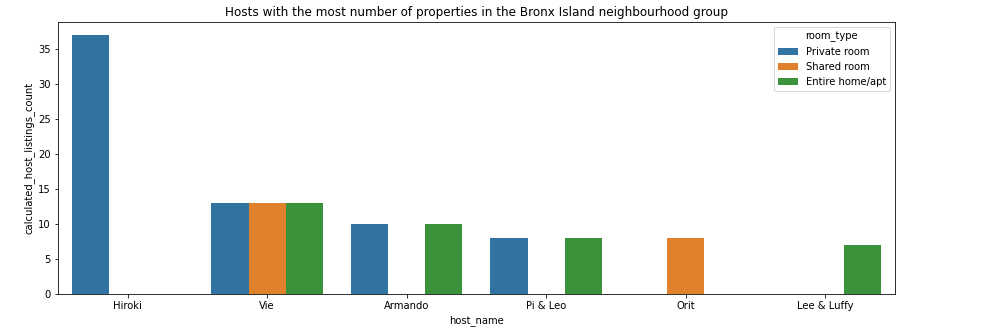 Hosts with the most number of properties in the Bronx Island neighbourhood group
room_type
Private room
Shared room
Entire home/apt
calculated_host_listings_count
35
30
25
20
15
10
5
0
Hiroki Vie Armando Pi & Leo Orit Lee & Luffy
host_name